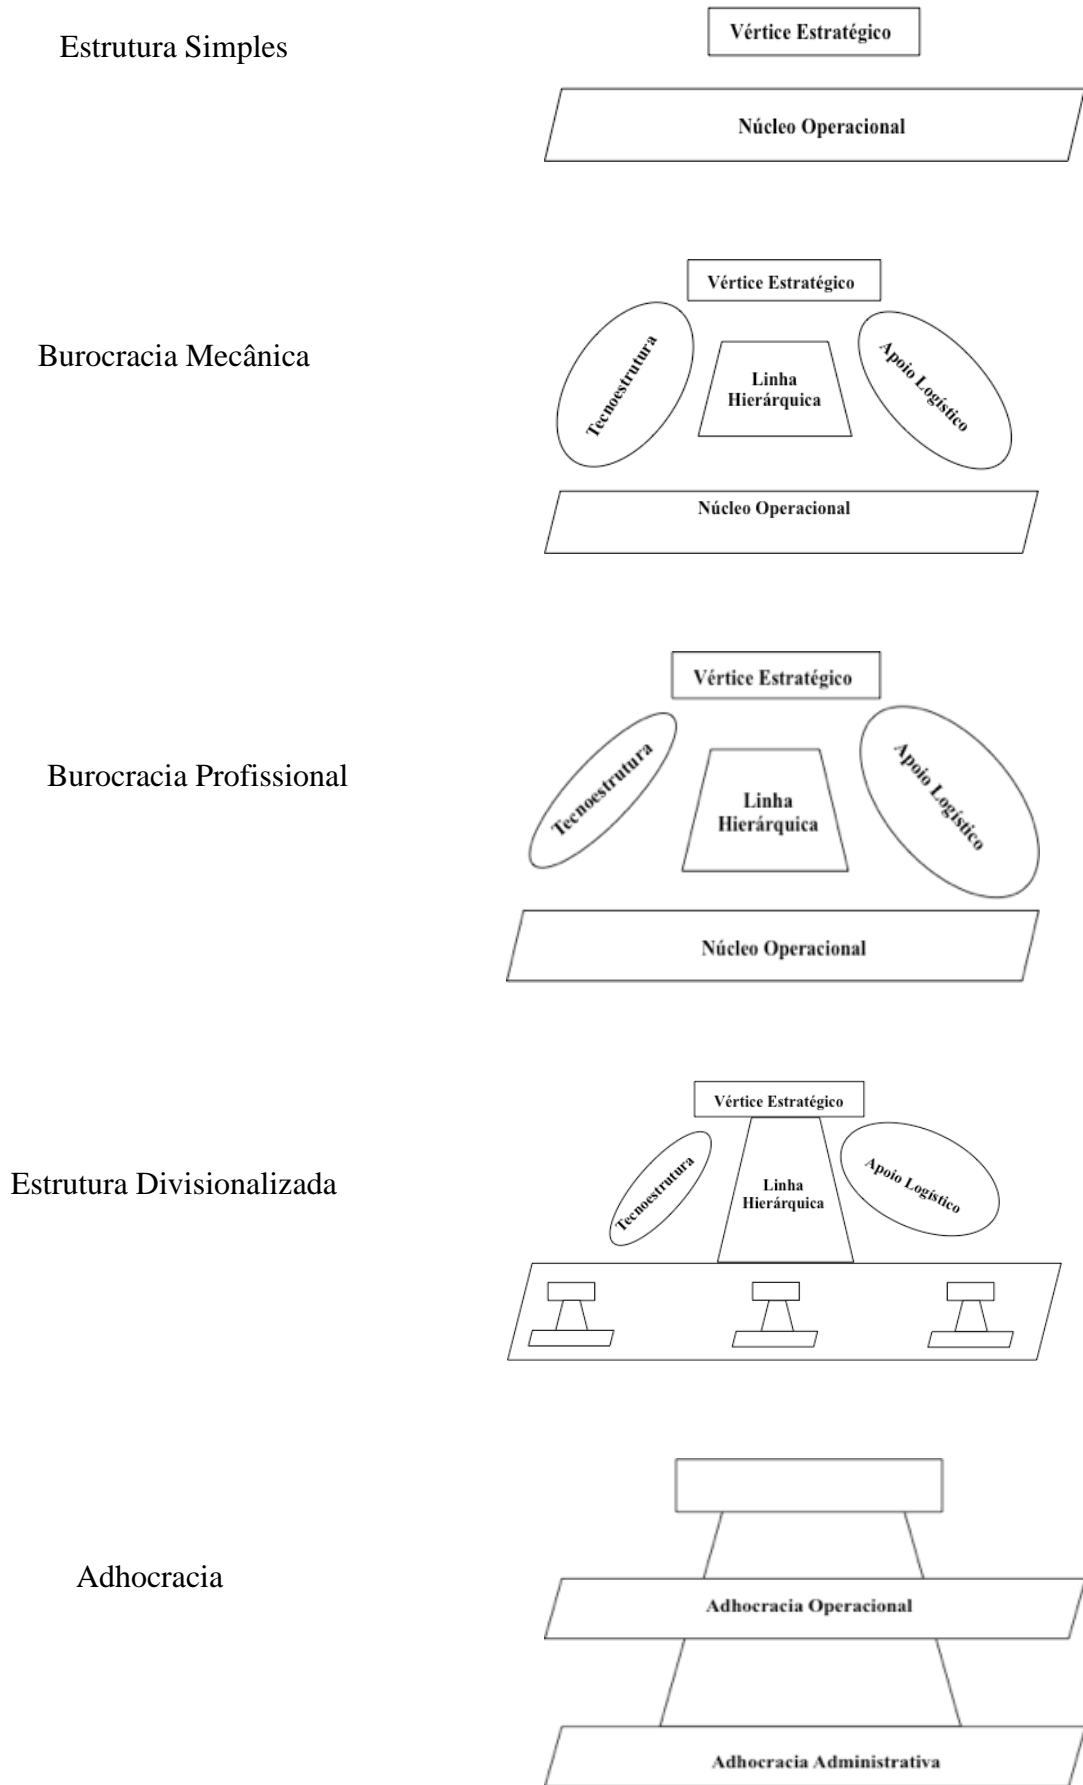 Estrutura Simples
Vértice Estratégico
Núcleo Operacional
Burocracia Mecânica
Vértice Estratégico
Tecnoestrutura
Linha
Hierárquica
Apoio Logístico
Núcleo Operacional
Burocracia Profissional
Vértice Estratégico
Tecnoestrutura
Linha
Hierárquica
Apoio Logístico
Núcleo Operacional
Estrutura Divisionalizada
Vértice Estratégico
Tecnoestrutura
Linha
Hierárquica
Apoio Logístico
Adhocracia
Adhocracia Operacional
Adhocracia Administrativa